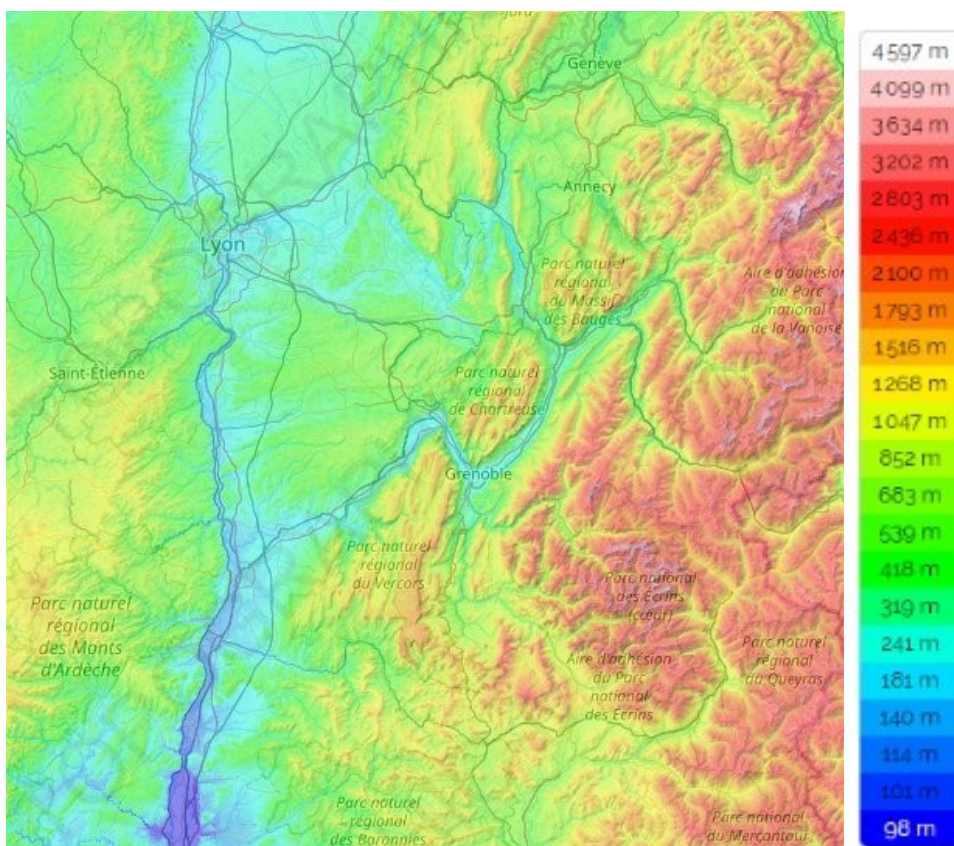 Genève
Annecy
Lyon
Parc naturel
régional
du Massif
des Bauges
Aire d'adhésion
du Parc
national
de la Vanoise
Saint-Étienne
Parc naturel
régional
de Chartreuse
Grenoble
Parc naturel
régional
du Vercors
Parc national
des Écrins
(cœur)
Parc naturel
régional
des Monts
d'Ardèche
Aire d'adhésion
du Parc
national
des Écrins
Parc naturel
régional
du Queyras
Parc naturel
régional
des Baronnies
Parc national
du Mercantour
4597 m
4099 m
3634 m
3202 m
2803 m
2436 m
2100 m
1793 m
1516 m
1268 m
1047 m
852 m
683 m
539 m
418 m
319 m
241 m
181 m
140 m
114 m
101 m
98 m